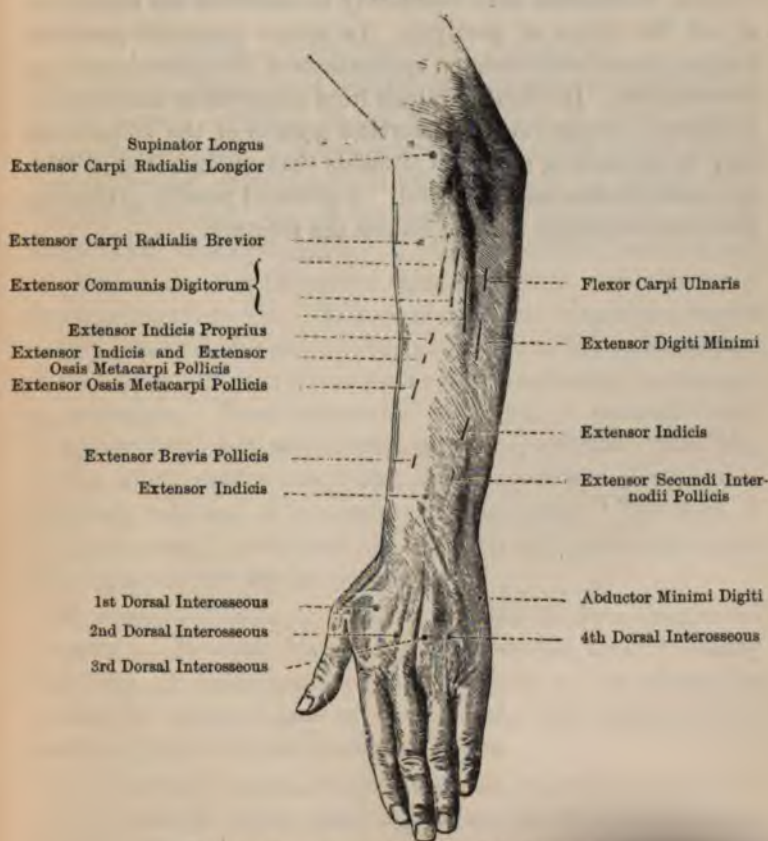 Supinator Longus
Extensor Carpi Radialis Longior
Extensor Carpi Radialis Brevior
Extensor Communis Digitorum
Extensor Indicis Proprius
Extensor Indicis and Extensor
Ossis Metacarpi Pollicis
Extensor Ossis Metacarpi Pollicis
Extensor Brevis Pollicis
Extensor Indicis
1st Dorsal Interosseous
2nd Dorsal Interosseous
3rd Dorsal Interosseous
Flexor Carpi Ulnaris
Extensor Digiti Minimi
Extensor Indicis
Extensor Secundi Inter-
nodii Pollicis
Abductor Minimi Digiti
4th Dorsal Interosseous